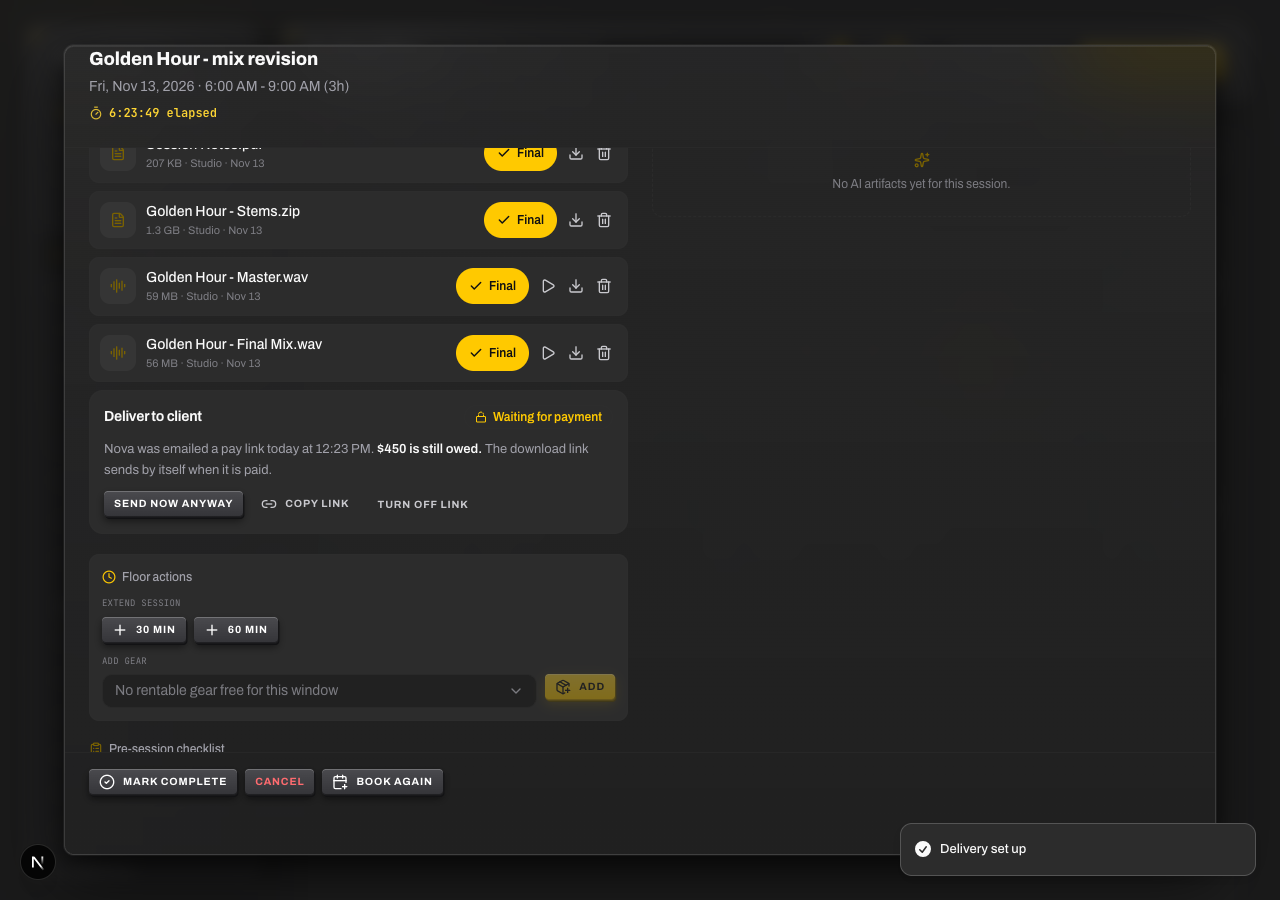 Golden Hour - mix revision
Fri, Nov 13, 2026 · 6:00 AM - 9:00 AM (3h)
6:23:49 elapsed
Session Notes.pdf
207 KB · Studio · Nov 13
Final
No AI artifacts yet for this session.
Golden Hour - Stems.zip
1.3 GB · Studio · Nov 13
Final
Golden Hour - Master.wav
59 MB · Studio · Nov 13
Final
Golden Hour - Final Mix.wav
56 MB · Studio · Nov 13
Final
Deliver to client
Waiting for payment
Nova was emailed a pay link today at 12:23 PM. $450 is still owed. The download link
sends by itself when it is paid.
SEND NOW ANYWAY
COPY LINK
TURN OFF LINK
Floor actions
EXTEND SESSION
30 MIN
60 MIN
ADD GEAR
No rentable gear free for this window
ADD
Pre-session checklist
MARK COMPLETE
CANCEL
BOOK AGAIN
N
Delivery set up